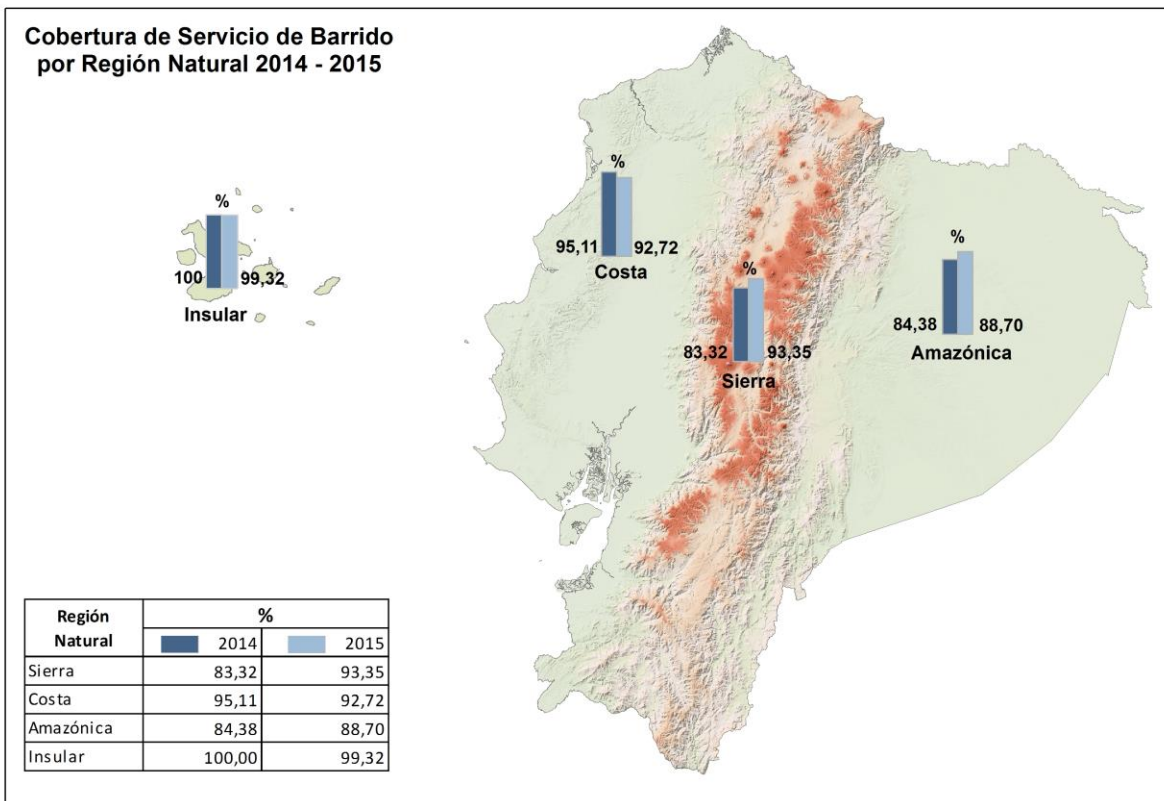 Cobertura de Servicio de Barrido
por Región Natural 2014 - 2015
%
100 99,32
Insular
%
95,11 92,72
Costa
%
83,32 93,35
Sierra
%
84,38 88,70
Amazónica
Región Natural %
2014 2015
Sierra 83,32 93,35
Costa 95,11 92,72
Amazónica 84,38 88,70
Insular 100,00 99,32